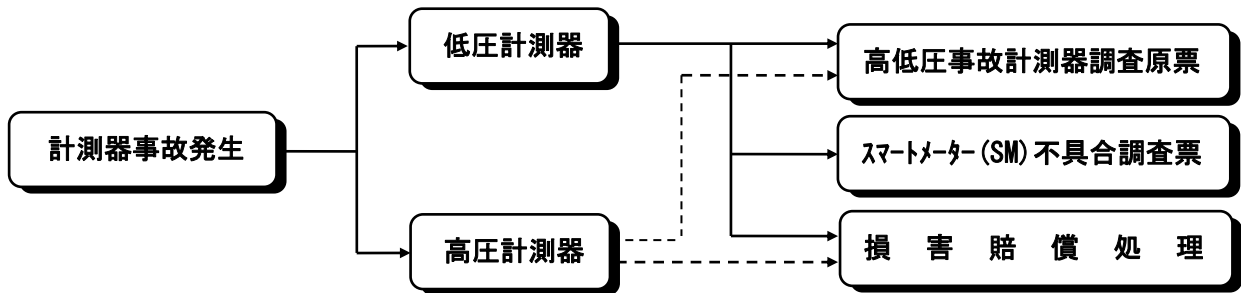 計測器事故発生
低圧計測器
高圧計測器
高低圧事故計測器調査原票
ｽﾏｰﾄﾒｰﾀｰ(SM)不具合調査票
損害賠償処理